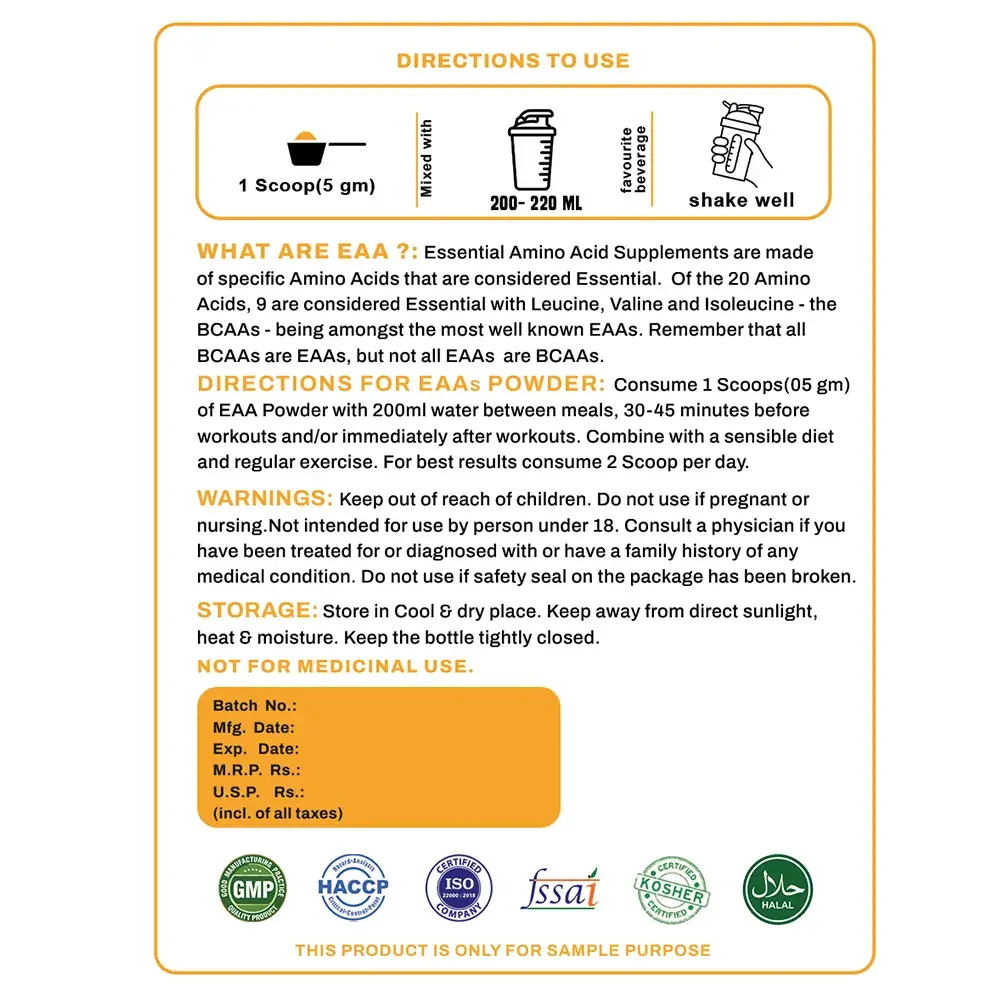 DIRECTIONS TO USE
1 Scoop(5 gm)
Mixed with
200- 220 ML
favourite
beverage
shake well
WHAT ARE EAA ?: Essential Amino Acid Supplements are made
of specific Amino Acids that are considered Essential. Of the 20 Amino
Acids, 9 are considered Essential with Leucine, Valine and Isoleucine - the
BCAAs - being amongst the most well known EAAs. Remember that all
BCAAs are EAAs, but not all EAAs are BCAAs.
DIRECTIONS FOR EAAs POWDER: Consume 1 Scoops(05 gm)
of EAA Powder with 200ml water between meals, 30-45 minutes before
workouts and/or immediately after workouts. Combine with a sensible diet
and regular exercise. For best results consume 2 Scoop per day.
WARNINGS: Keep out of reach of children. Do not use if pregnant or
nursing.Not intended for use by person under 18. Consult a physician if you
have been treated for or diagnosed with or have a family history of any
medical condition. Do not use if safety seal on the package has been broken.
STORAGE: Store in Cool & dry place. Keep away from direct sunlight,
heat & moisture. Keep the bottle tightly closed.
NOT FOR MEDICINAL USE.
Batch No.:
Mfg. Date:
Exp. Date:
M.R.P. Rs.:
U.S.P. Rs.:
(incl. of all taxes)
GOOD MANUFACTURING PRACTICE
GMP
QUALITY PRODUCT
Hazard-Analysis
HACCP
Critical-Control-Point
CERTIFIED
ISO
22000 : 2018
COMPANY
fssai
CERTIFIED
KOSHER
CERTIFIED
حلال
HALAL
THIS PRODUCT IS ONLY FOR SAMPLE PURPOSE